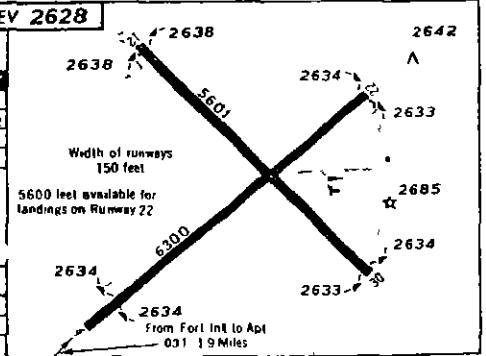 EV 2628
2638
2638
2642
2634
22
2633
5601
Width of runways
150 feet
5600 feet available for
landings on Runway 22
2685
6300
2634
2634
2634
2633
30
From Fort Int to Apt
031 1.9 Miles